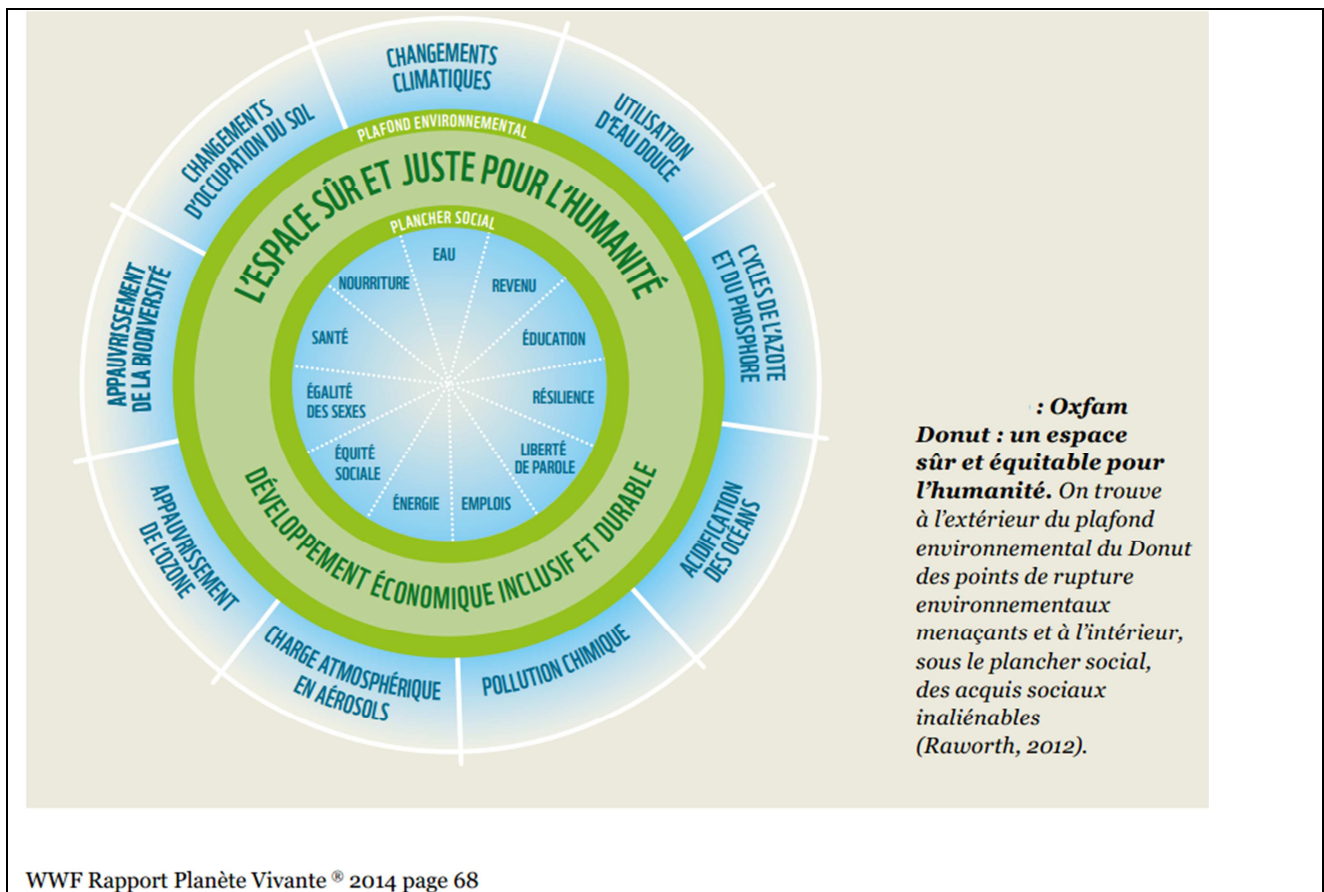 CHANGEMENTS
CLIMATIQUES
UTILISATION
D'EAU DOUCE
CYCLES DE L'AZOTE
ET DU PHOSPHORE
ACIDIFICATION
DES OCÉANS
POLLUTION CHIMIQUE
CHARGE ATMOSPHÉRIQUE
EN AÉROSOLS
APPAUVRISSEMENT
DE L'OZONE
APPAUVRISSEMENT
DE LA BIODIVERSITÉ
CHANGEMENTS
D'OCCUPATION DU SOL
PLAFOND ENVIRONNEMENTAL
L'ESPACE SÛR ET JUSTE POUR L'HUMANITÉ
PLANCHER SOCIAL
EAU
REVENU
ÉDUCATION
RÉSILIENCE
LIBERTÉ
DE PAROLE
EMPLOIS
ÉNERGIE
ÉQUITÉ
SOCIALE
ÉGALITÉ
DES SEXES
SANTÉ
NOURRITURE
DÉVELOPPEMENT ÉCONOMIQUE INCLUSIF ET DURABLE
: Oxfam
Donut : un espace
sûr et équitable pour
l'humanité. On trouve
à l'extérieur du plafond
environnemental du Donut
des points de rupture
environnementaux
menaçants et à l'intérieur,
sous le plancher social,
des acquis sociaux
inaliénables
(Raworth, 2012).
WWF Rapport Planète Vivante ® 2014 page 68